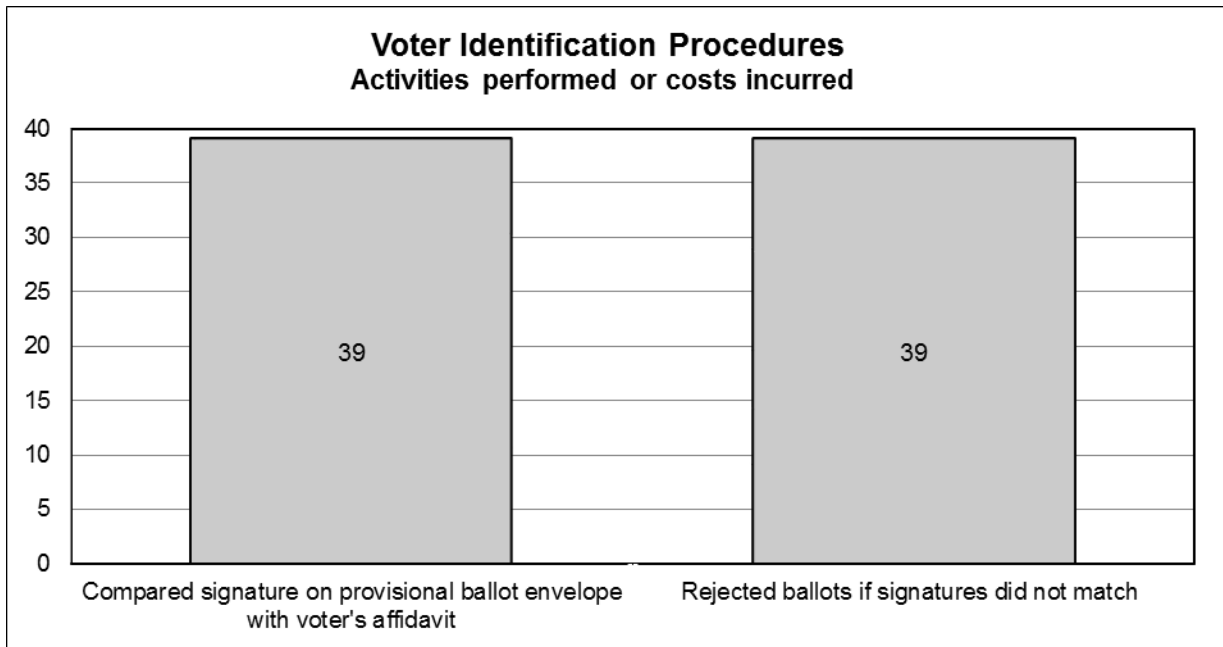 Voter Identification Procedures
Activities performed or costs incurred
40
35
30
25
20
15
10
5
0
39
39
Compared signature on provisional ballot envelope
with voter's affidavit
Rejected ballots if signatures did not match